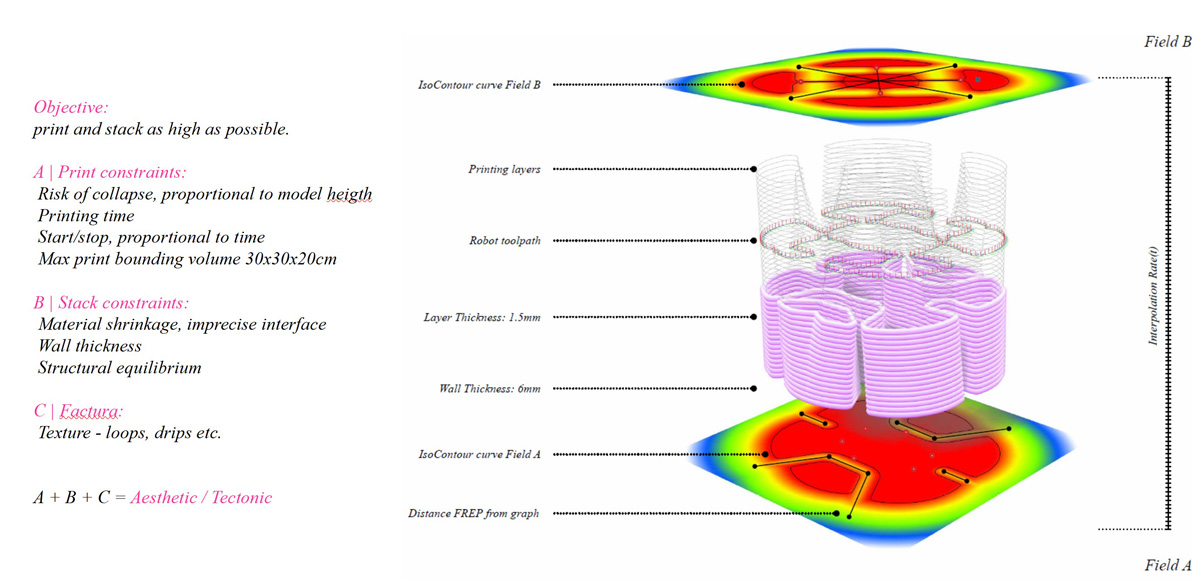 Objective:
print and stack as high as possible.
A | Print constraints:
Risk of collapse, proportional to model heigth
Printing time
Start/stop, proportional to time
Max print bounding volume 30x30x20cm
B | Stack constraints:
Material shrinkage, imprecise interface
Wall thickness
Structural equilibrium
C | Factura:
Texture - loops, drips etc.
A + B + C = Aesthetic / Tectonic
Field B
IsoContour curve Field B
Printing layers
Robot toolpath
Layer Thickness: 1.5mm
Wall Thickness: 6mm
IsoContour curve Field A
Distance FREP from graph
Interpolation Rate(t)
Field A